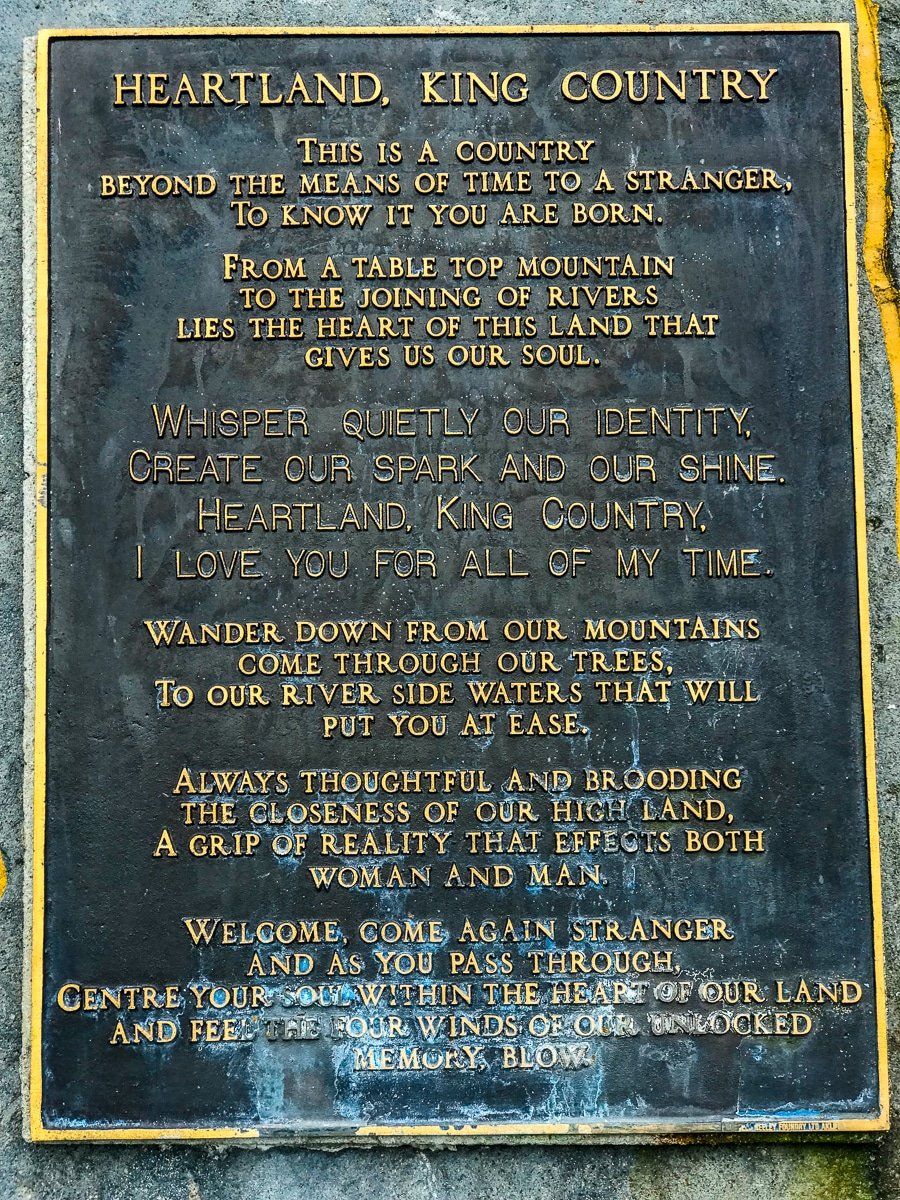 HEARTLAND, KING COUNTRY
THIS IS A COUNTRY
BEYOND THE MEANS OF TIME TO A STRANGER,
TO KNOW IT YOU ARE BORN.
FROM A TABLE TOP MOUNTAIN
TO THE JOINING OF RIVERS
LIES THE HEART OF THIS LAND THAT
GIVES US OUR SOUL.
WHISPER QUIETLY OUR IDENTITY,
CREATE OUR SPARK AND OUR SHINE.
HEARTLAND, KING COUNTRY,
I LOVE YOU FOR ALL OF MY TIME.
WANDER DOWN FROM OUR MOUNTAINS
COME THROUGH OUR TREES,
TO OUR RIVER SIDE WATERS THAT WILL
PUT YOU AT EASE.
ALWAYS THOUGHTFUL AND BROODING
THE CLOSENESS OF OUR HIGH LAND,
A GRIP OF REALITY THAT EFFECTS BOTH
WOMAN AND MAN.
WELCOME, COME AGAIN STRANGER
AND AS YOU PASS THROUGH,
CENTRE YOUR SOUL WITHIN THE HEART OF OUR LAND
AND FEEL THE FOUR WINDS OF OUR UNLOCKED
MEMORY, BLOW.
FOUNDRY LTD AKLD